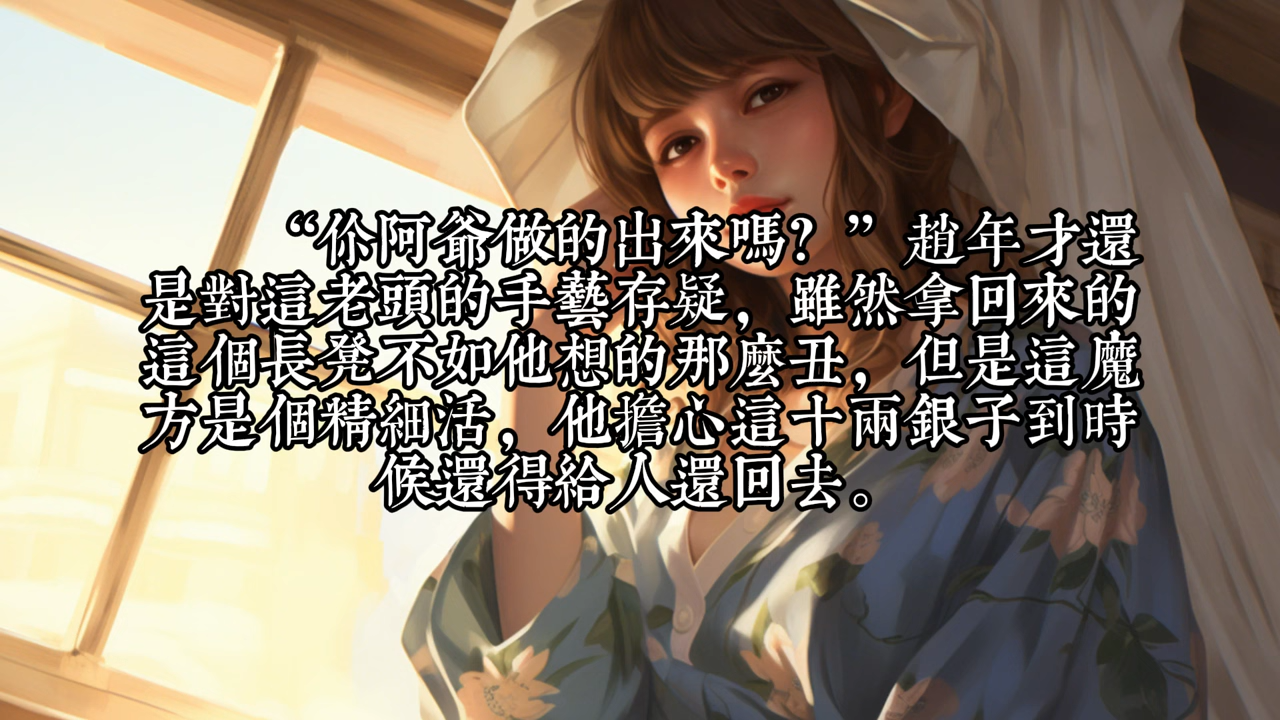 “伱阿爺做的出來嗎？”趙年才還
是對這老頭的手藝存疑，雖然拿回來的
這個長凳不如他想的那麼丑，但是這魔
方是個精細活，他擔心這十兩銀子到時
候還得給人還回去。